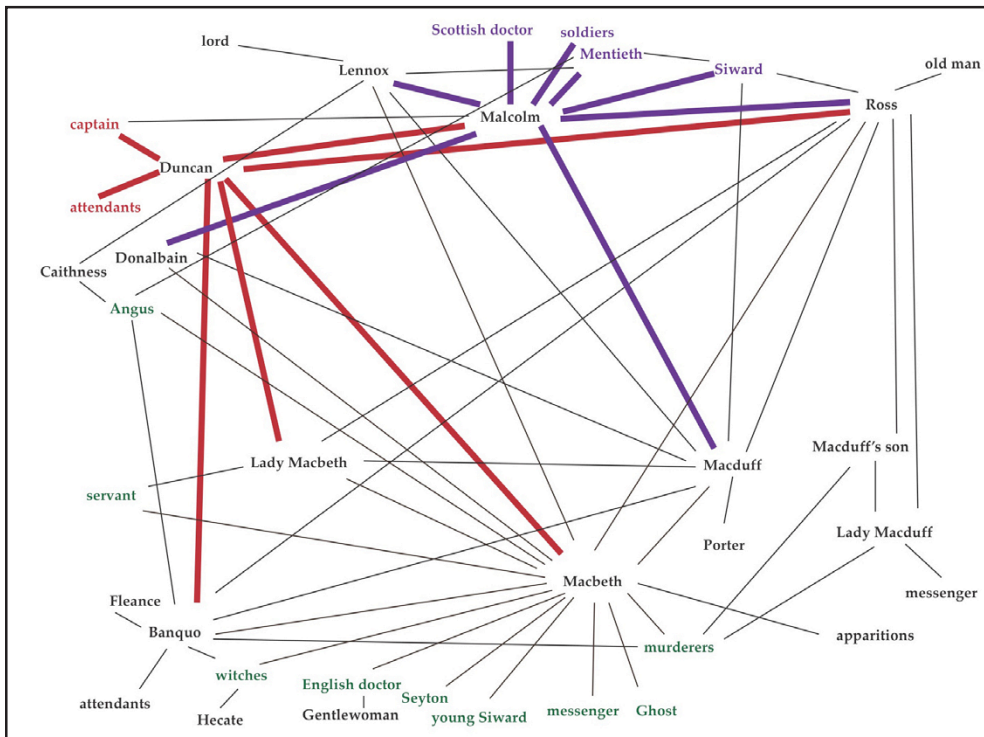 Scottish doctor
soldiers
lord
Mentieth
Lennox
Siward
old man
Ross
captain
Malcolm
Duncan
attendants
Donalbain
Caithness
Angus
Macduff's son
Lady Macbeth
Macduff
servant
Lady Macduff
Porter
Macbeth
messenger
Fleance
Banquo
apparitions
murderers
witches
English doctor
attendants
Seyton
Hecate
Gentlewoman
young Siward
messenger
Ghost